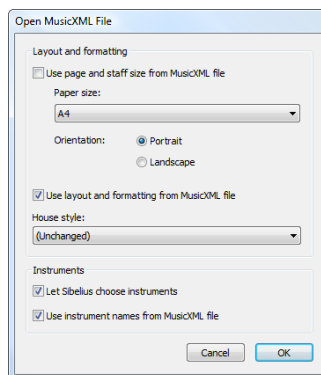 Open MusicXML File
Layout and formatting
Use page and staff size from MusicXML file
Paper size:
A4
Orientation:
Portrait
Landscape
Use layout and formatting from MusicXML file
House style:
(Unchanged)
Instruments
Let Sibelius choose instruments
Use instrument names from MusicXML file
Cancel OK